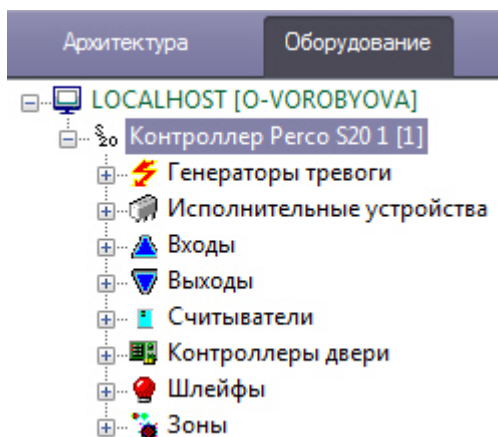 Архитектура Оборудование
LOCALHOST [O-VOROBYOVA]
S20 Контроллер Perco S20 1 [1]
Генераторы тревоги
Исполнительные устройства
Входы
Выходы
Считыватели
Контроллеры двери
Шлейфы
Зоны